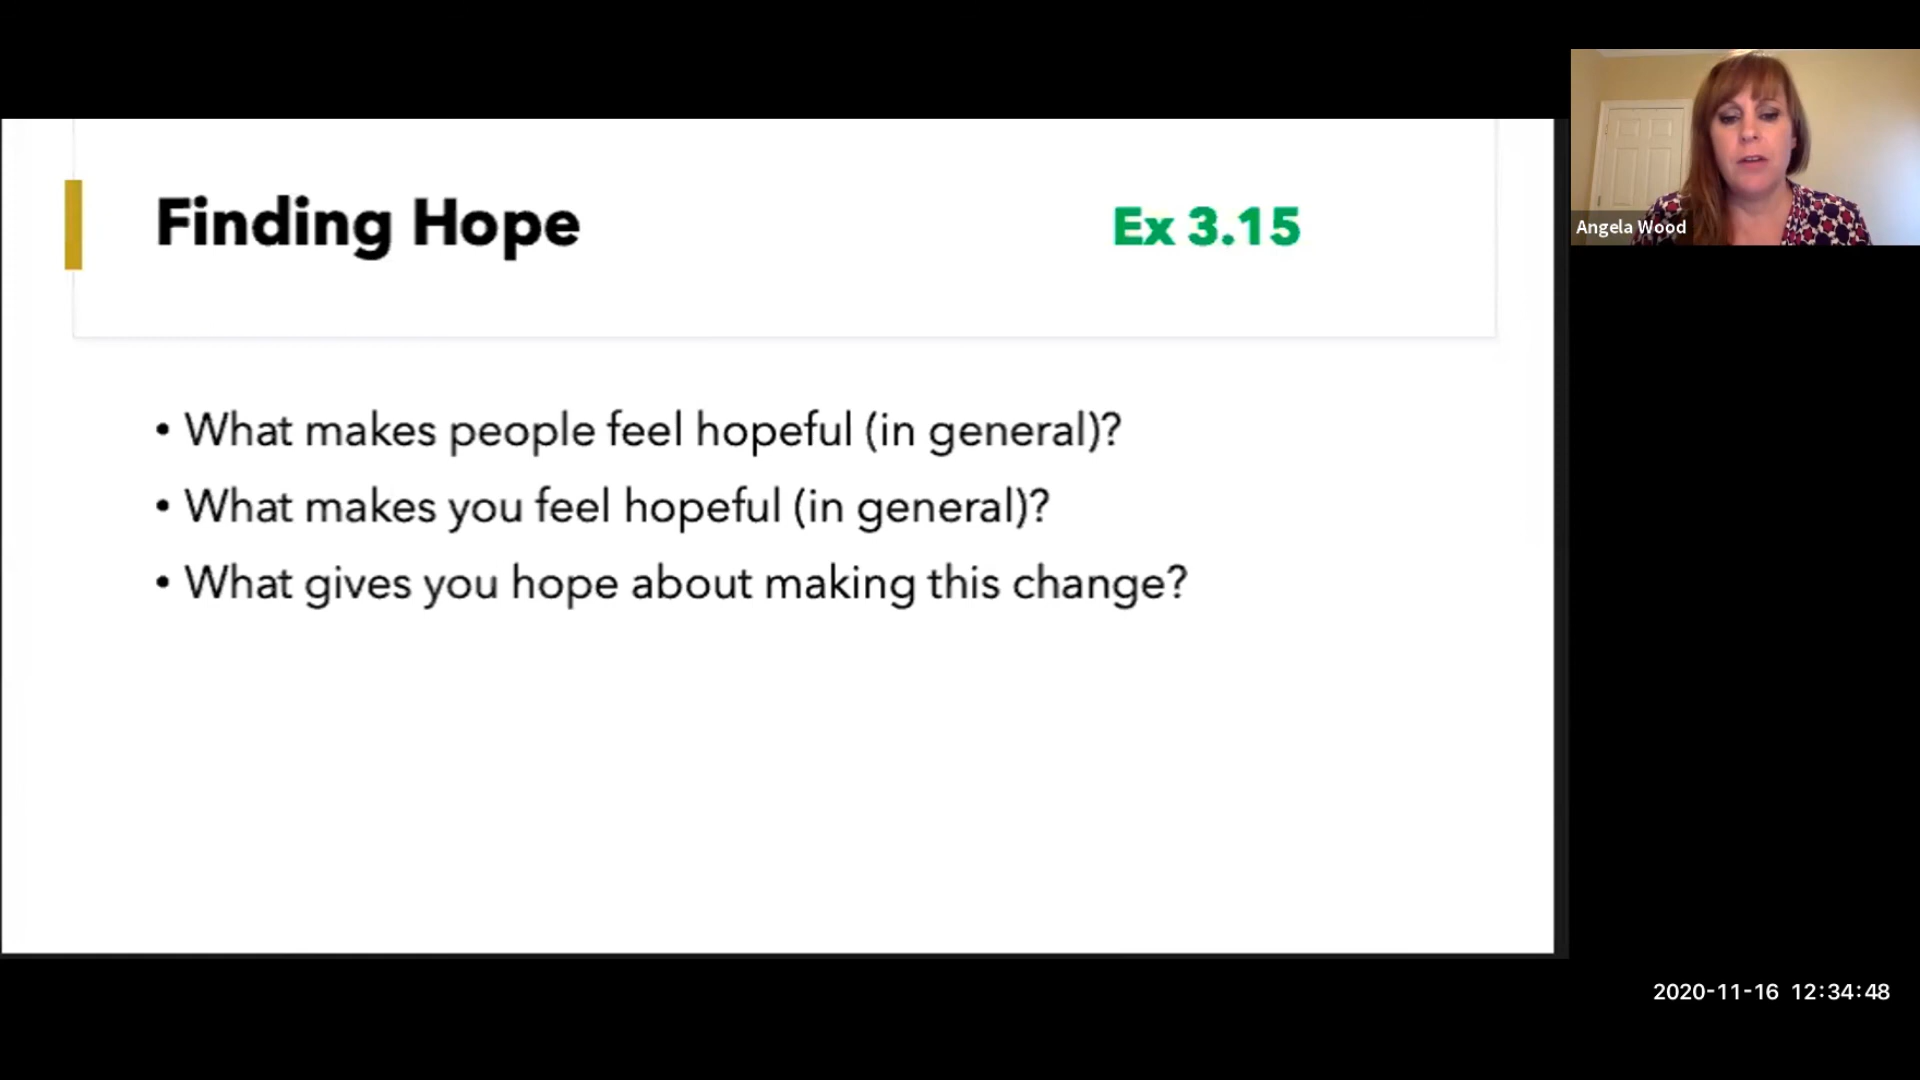 Finding Hope
Ex 3.15
• What makes people feel hopeful (in general)?
• What makes you feel hopeful (in general)?
• What gives you hope about making this change?
Angela Wood
2020-11-16 12:34:48